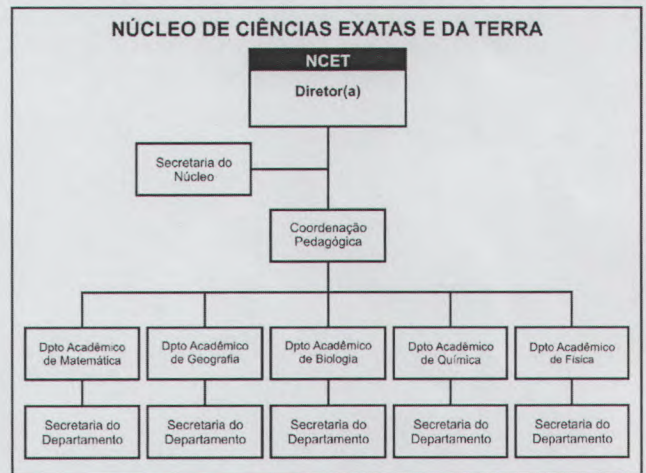 NÚCLEO DE CIÊNCIAS EXATAS E DA TERRA
NCET
Diretor(a)
Secretaria do
Núcleo
Coordenação
Pedagógica
Dpto Acadêmico
de Matemática
Dpto Acadêmico
de Geografia
Dpto Acadêmico
de Biologia
Dpto Acadêmico
de Química
Dpto Acadêmico
de Física
Secretaria do
Departamento
Secretaria do
Departamento
Secretaria do
Departamento
Secretaria do
Departamento
Secretaria do
Departamento